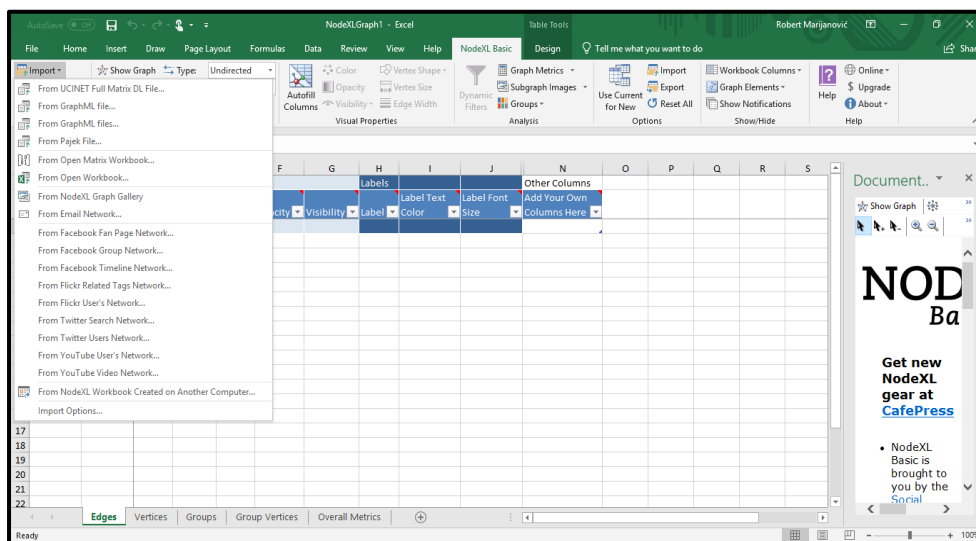 AutoSave Off NodeXLGraph1 - Excel Table Tools Robert Marijanović
File Home Insert Draw Page Layout Formulas Data Review View Help NodeXL Basic Design Tell me what you want to do Shar
Import Show Graph Type: Undirected Color Vertex Shape Graph Metrics Import Workbook Columns Online
Opacity Vertex Size Subgraph Images Export Graph Elements $ Upgrade
Autofill Columns Visibility Edge Width Dynamic Filters Groups Use Current for New Reset All Show Notifications Help About
Visual Properties Analysis Options Show/Hide Help
From UCINET Full Matrix DL File...
From GraphML file...
From GraphML files...
From Pajek File...
From Open Matrix Workbook...
From Open Workbook...
From NodeXL Graph Gallery
From Email Network...
From Facebook Fan Page Network...
From Facebook Group Network...
From Facebook Timeline Network...
From Flickr Related Tags Network...
From Flickr User's Network...
From Twitter Search Network...
From Twitter Users Network...
From YouTube User's Network...
From YouTube Video Network...
From NodeXL Workbook Created on Another Computer...
Import Options...
F G H I J N O P Q R S
Labels Other Columns
Label Text Label Font Add Your Own
city Visibility Label Color Size Columns Here
17
18
19
20
21
22
Document..
Show Graph
NOD
Ba
Get new
NodeXL
gear at
CafePress
• NodeXL
Basic is
brought to
you by the
Social
Edges Vertices Groups Group Vertices Overall Metrics
Ready 100%